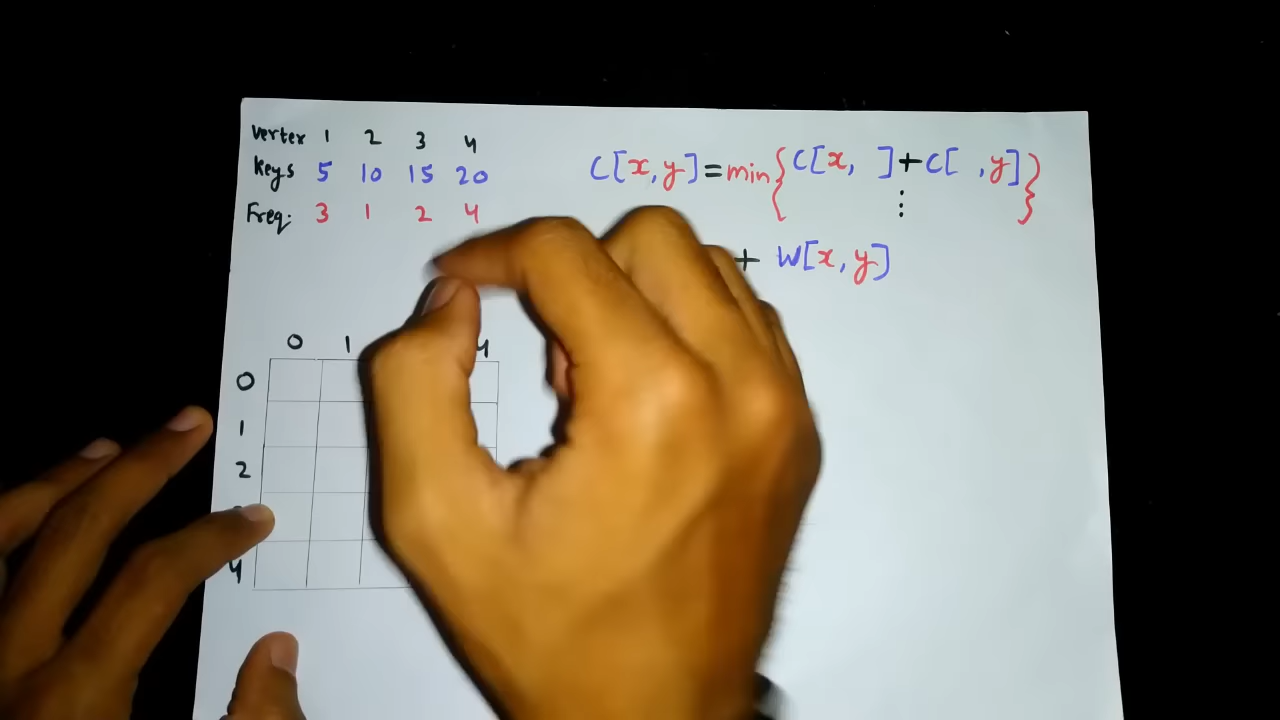 Vertex 1 2 3 4
Keys 5 10 15 20
Freq. 3 1 2 4
C[x,y]=min{C[x, ]+C[ ,y]}
⋮
+ W[x,y]
0 1 4
0
1
2
4